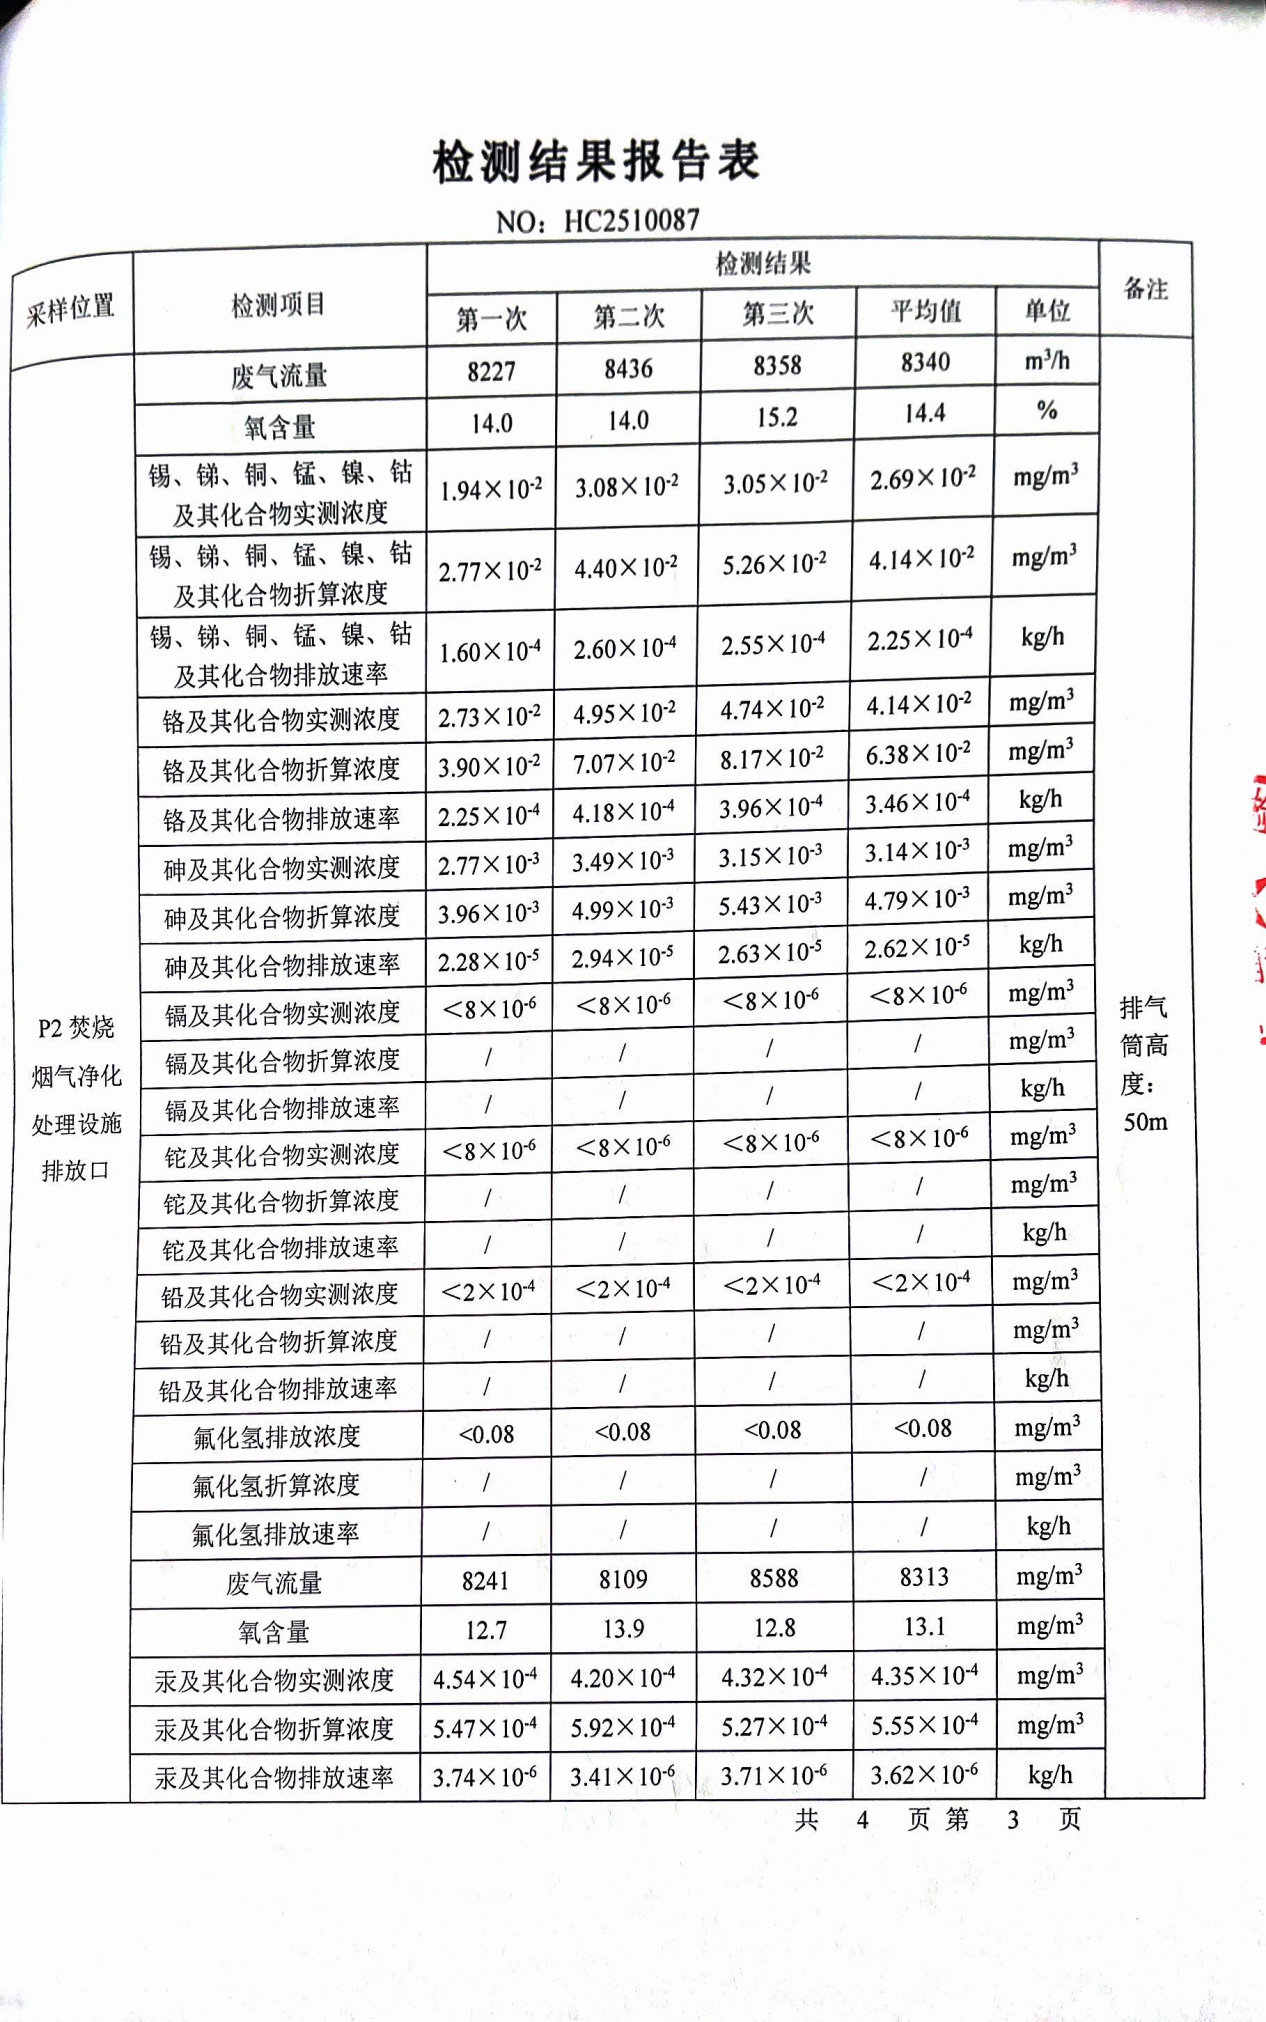 检测结果报告表
NO：HC2510087
采样位置 检测项目 检测结果 备注
第一次 第二次 第三次 平均值 单位
废气流量 8227 8436 8358 8340 m³/h
氧含量 14.0 14.0 15.2 14.4 %
锡、锑、铜、锰、镍、钴
及其化合物实测浓度 1.94×10⁻² 3.08×10⁻² 3.05×10⁻² 2.69×10⁻² mg/m³
锡、锑、铜、锰、镍、钴
及其化合物折算浓度 2.77×10⁻² 4.40×10⁻² 5.26×10⁻² 4.14×10⁻² mg/m³
锡、锑、铜、锰、镍、钴
及其化合物排放速率 1.60×10⁻⁴ 2.60×10⁻⁴ 2.55×10⁻⁴ 2.25×10⁻⁴ kg/h
铬及其化合物实测浓度 2.73×10⁻² 4.95×10⁻² 4.74×10⁻² 4.14×10⁻² mg/m³
铬及其化合物折算浓度 3.90×10⁻² 7.07×10⁻² 8.17×10⁻² 6.38×10⁻² mg/m³
铬及其化合物排放速率 2.25×10⁻⁴ 4.18×10⁻⁴ 3.96×10⁻⁴ 3.46×10⁻⁴ kg/h
砷及其化合物实测浓度 2.77×10⁻³ 3.49×10⁻³ 3.15×10⁻³ 3.14×10⁻³ mg/m³
砷及其化合物折算浓度 3.96×10⁻³ 4.99×10⁻³ 5.43×10⁻³ 4.79×10⁻³ mg/m³
砷及其化合物排放速率 2.28×10⁻⁵ 2.94×10⁻⁵ 2.63×10⁻⁵ 2.62×10⁻⁵ kg/h
镉及其化合物实测浓度 <8×10⁻⁶ <8×10⁻⁶ <8×10⁻⁶ <8×10⁻⁶ mg/m³
镉及其化合物折算浓度 / / / / mg/m³
镉及其化合物排放速率 / / / / kg/h
铊及其化合物实测浓度 <8×10⁻⁶ <8×10⁻⁶ <8×10⁻⁶ <8×10⁻⁶ mg/m³
铊及其化合物折算浓度 / / / / mg/m³
铊及其化合物排放速率 / / / / kg/h
铅及其化合物实测浓度 <2×10⁻⁴ <2×10⁻⁴ <2×10⁻⁴ <2×10⁻⁴ mg/m³
铅及其化合物折算浓度 / / / / mg/m³
铅及其化合物排放速率 / / / / kg/h
氟化氢排放浓度 <0.08 <0.08 <0.08 <0.08 mg/m³
氟化氢折算浓度 / / / / mg/m³
氟化氢排放速率 / / / / kg/h
废气流量 8241 8109 8588 8313 mg/m³
氧含量 12.7 13.9 12.8 13.1 mg/m³
汞及其化合物实测浓度 4.54×10⁻⁴ 4.20×10⁻⁴ 4.32×10⁻⁴ 4.35×10⁻⁴ mg/m³
汞及其化合物折算浓度 5.47×10⁻⁴ 5.92×10⁻⁴ 5.27×10⁻⁴ 5.55×10⁻⁴ mg/m³
汞及其化合物排放速率 3.74×10⁻⁶ 3.41×10⁻⁶ 3.71×10⁻⁶ 3.62×10⁻⁶ kg/h
P2 焚烧
烟气净化
处理设施
排放口
排气
筒高
度：
50m
共 4 页 第 3 页